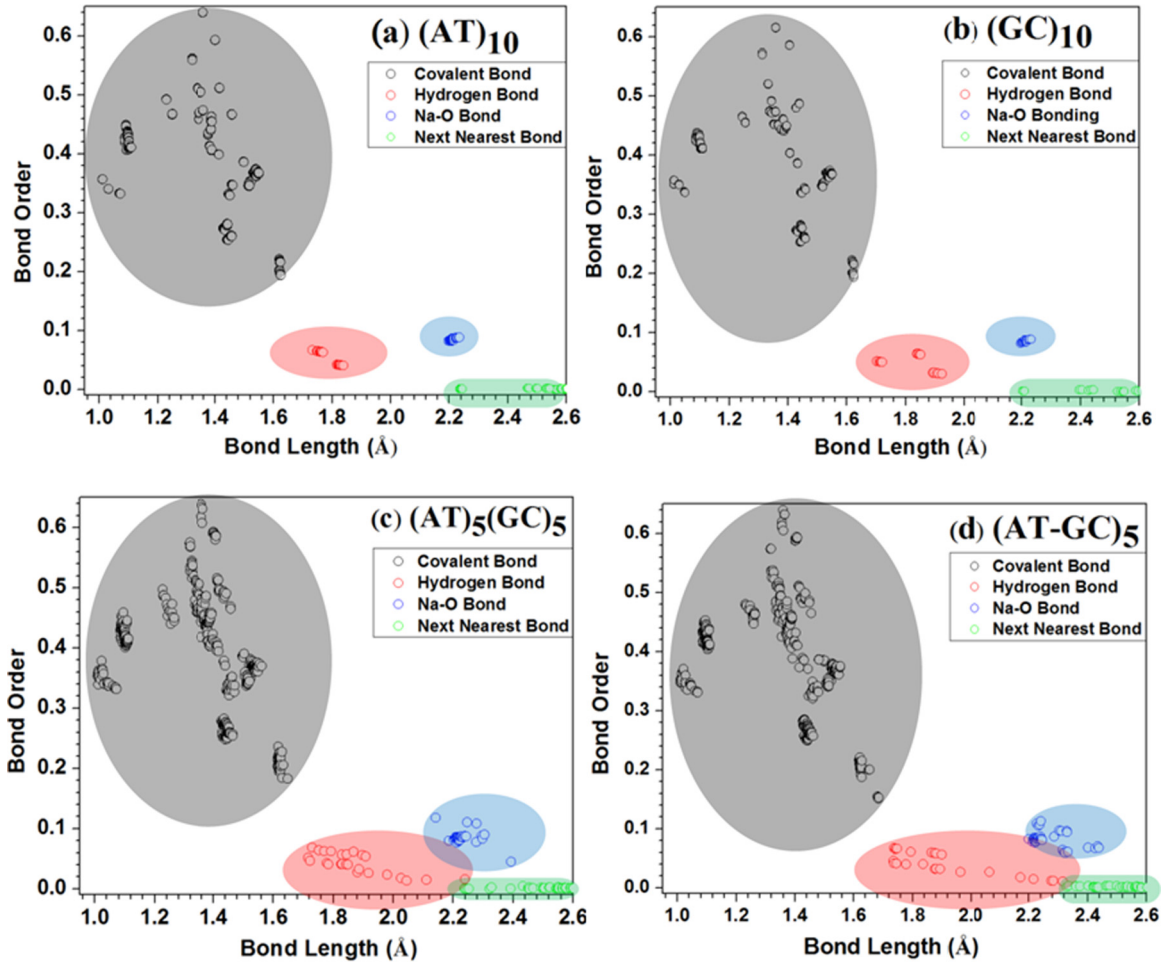 (a) (AT)10
Covalent Bond
Hydrogen Bond
Na-O Bond
Next Nearest Bond
Bond Order
0.6
0.5
0.4
0.3
0.2
0.1
0.0
1.0 1.2 1.4 1.6 1.8 2.0 2.2 2.4 2.6
Bond Length (Å)
(b) (GC)10
Covalent Bond
Hydrogen Bond
Na-O Bonding
Next Nearest Bond
Bond Order
0.6
0.5
0.4
0.3
0.2
0.1
0.0
1.0 1.2 1.4 1.6 1.8 2.0 2.2 2.4 2.6
Bond Length (Å)
(c) (AT)5(GC)5
Covalent Bond
Hydrogen Bond
Na-O Bond
Next Nearest Bond
Bond Order
0.6
0.5
0.4
0.3
0.2
0.1
0.0
1.0 1.2 1.4 1.6 1.8 2.0 2.2 2.4 2.6
Bond Length (Å)
(d) (AT-GC)5
Covalent Bond
Hydrogen Bond
Na-O Bond
Next Nearest Bond
Bond Order
0.6
0.5
0.4
0.3
0.2
0.1
0.0
1.0 1.2 1.4 1.6 1.8 2.0 2.2 2.4 2.6
Bond Length (Å)